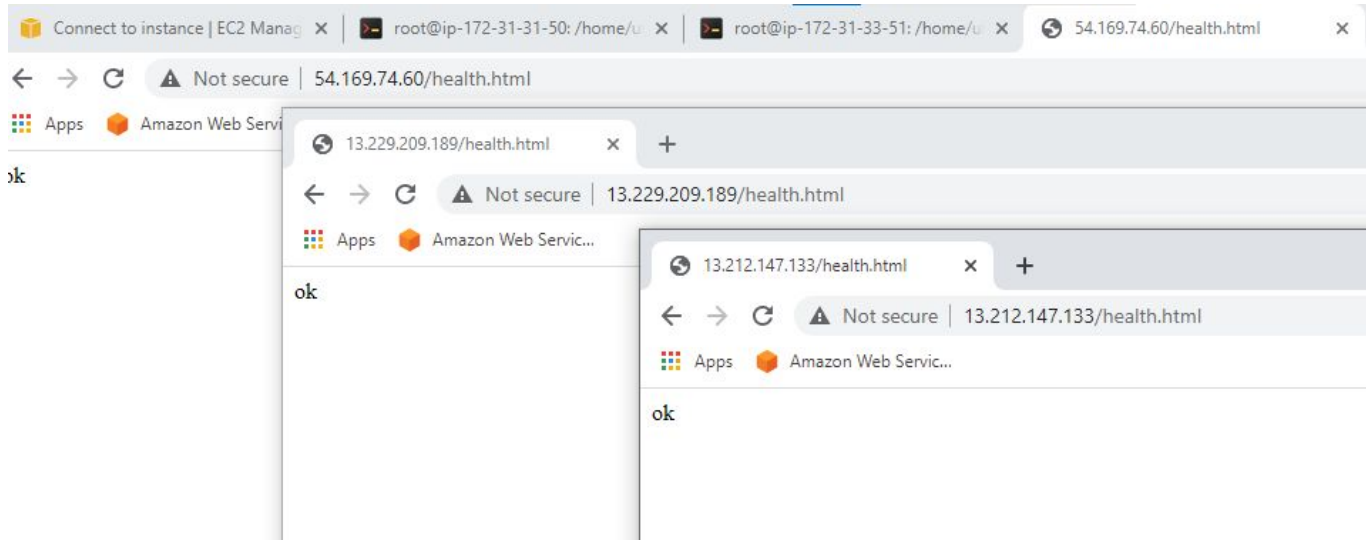 Connect to instance | EC2 Manag
root@ip-172-31-31-50: /home/u
root@ip-172-31-33-51: /home/u
54.169.74.60/health.html
Not secure | 54.169.74.60/health.html
Apps Amazon Web Servi
ok
13.229.209.189/health.html
Not secure | 13.229.209.189/health.html
Apps Amazon Web Servic...
ok
13.212.147.133/health.html
Not secure | 13.212.147.133/health.html
Apps Amazon Web Servic...
ok